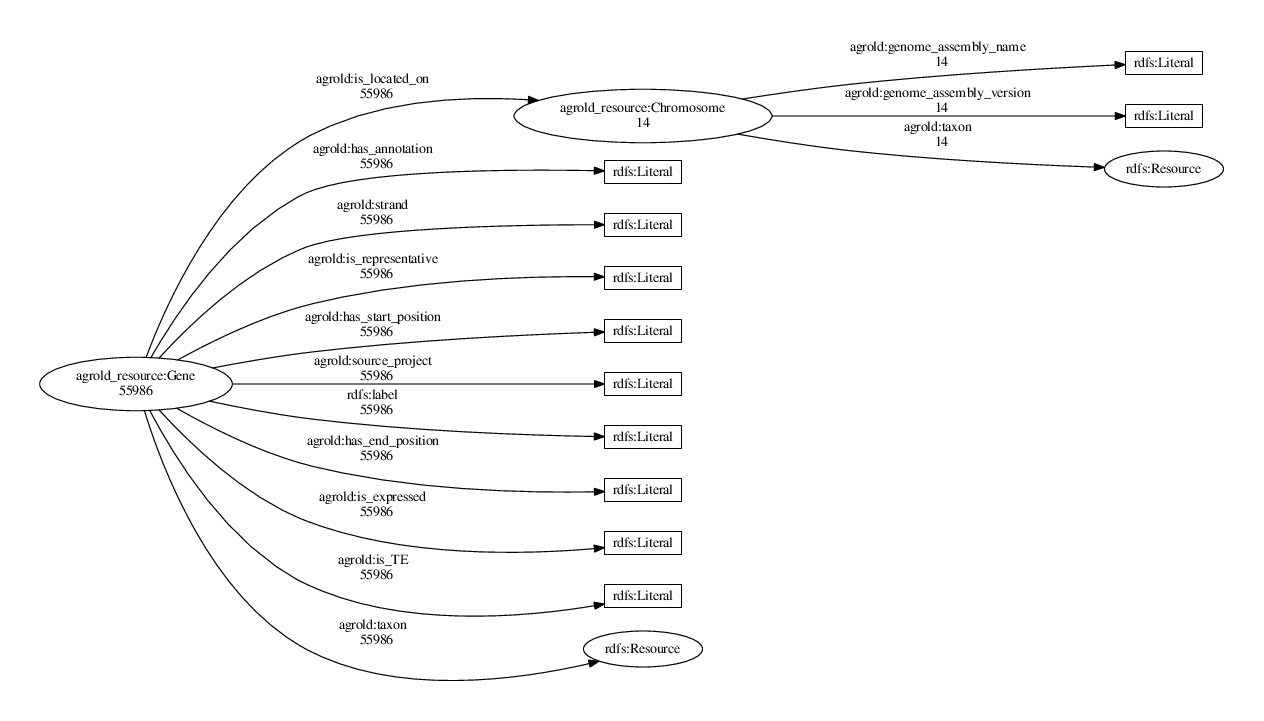 agrold:genome_assembly_name
14
rdfs:Literal
agrold:is_located_on
55986
agrold_resource:Chromosome
14
agrold:genome_assembly_version
14
rdfs:Literal
agrold:taxon
14
rdfs:Resource
agrold:has_annotation
55986
rdfs:Literal
agrold:strand
55986
rdfs:Literal
agrold:is_representative
55986
rdfs:Literal
agrold:has_start_position
55986
rdfs:Literal
agrold_resource:Gene
55986
agrold:source_project
55986
rdfs:Literal
rdfs:label
55986
rdfs:Literal
agrold:has_end_position
55986
rdfs:Literal
agrold:is_expressed
55986
rdfs:Literal
agrold:is_TE
55986
rdfs:Literal
agrold:taxon
55986
rdfs:Resource